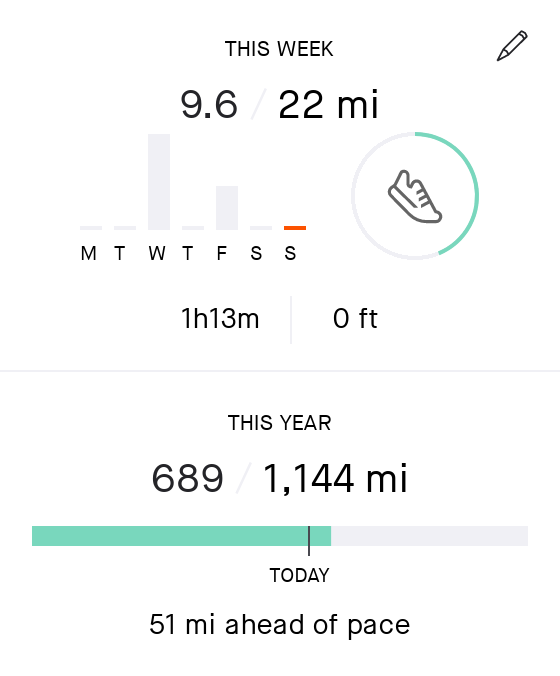 THIS WEEK
9.6 / 22 mi
M T W T F S S
1h13m | 0 ft
THIS YEAR
689 / 1,144 mi
TODAY
51 mi ahead of pace